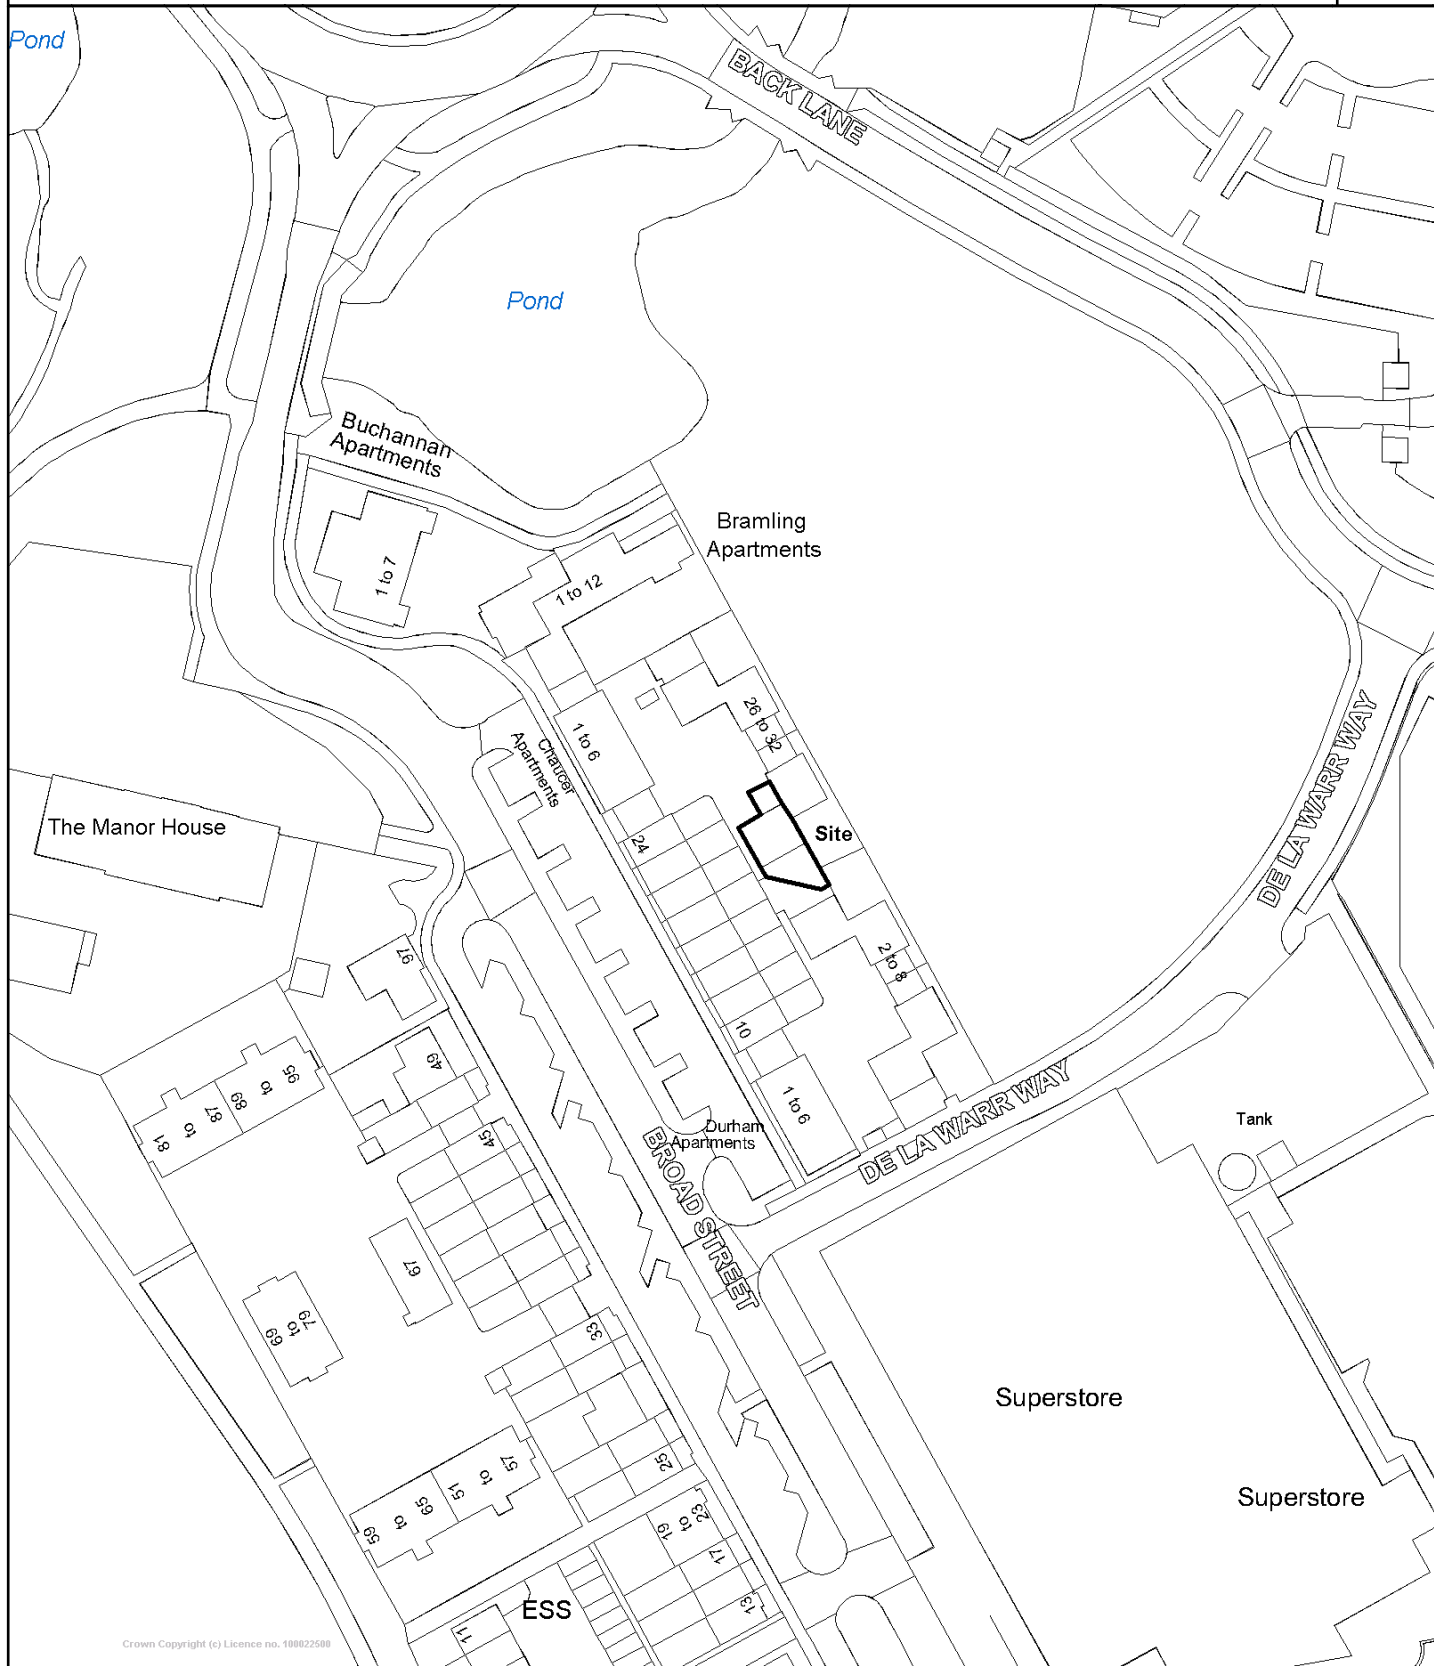 Pond
BACK LANE
Pond
Buchannan
Apartments
Bramling
Apartments
1 to 7
1 to 12
26 to 32
1 to 6
Chaucer
Apartments
DE LA WARR WAY
The Manor House
Site
24
97
2 to 8
10
49
95
to
89
87
to
81
1 to 6
Durham
Apartments
DE LA WARR WAY
Tank
45
BROAD STREET
67
79
to
69
33
Superstore
25
57
to
51
65
to
59
Superstore
23
to
19
17
13
ESS
11
Crown Copyright (c) Licence no. 100022500